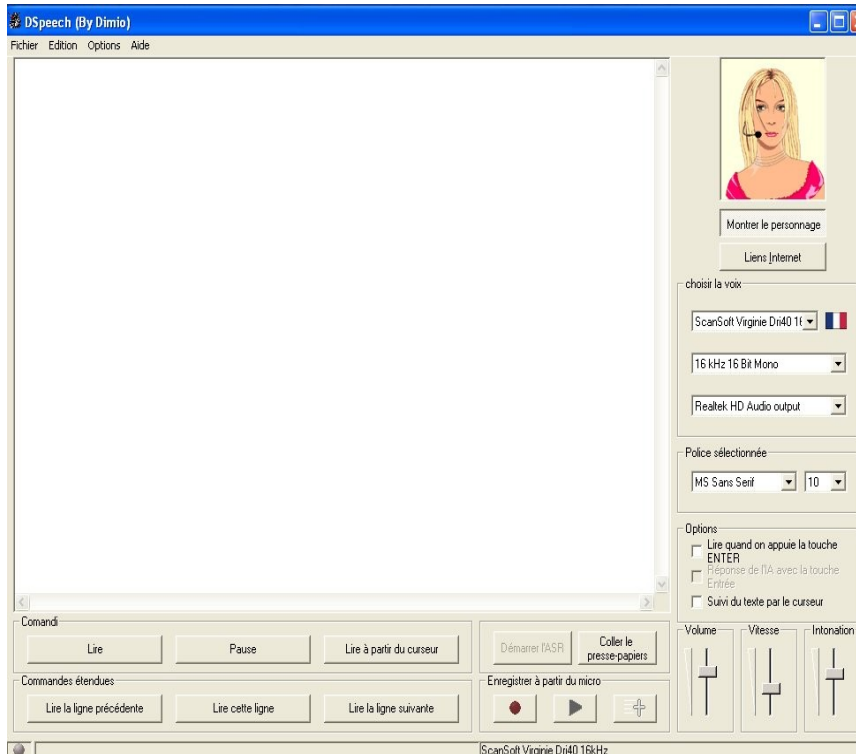 DSpeech (By Dimio)
Fichier Edition Options Aide
Montrer le personnage
Liens Internet
choisir la voix
ScanSoft Virginie Dri40 16
16 kHz 16 Bit Mono
Realtek HD Audio output
Police sélectionnée
MS Sans Serif 10
Options
Lire quand on appuie la touche
ENTER
Réponse de l'IA avec la touche
Entrée
Suivi du texte par le curseur
Comandi
Lire Pause Lire à partir du curseur
Démarrer l'ASR
Coller le
presse-papiers
Commandes étendues
Lire la ligne précédente Lire cette ligne Lire la ligne suivante
Enregistrer à partir du micro
Volume Vitesse Intonation
ScanSoft Virginie Dri40 16kHz